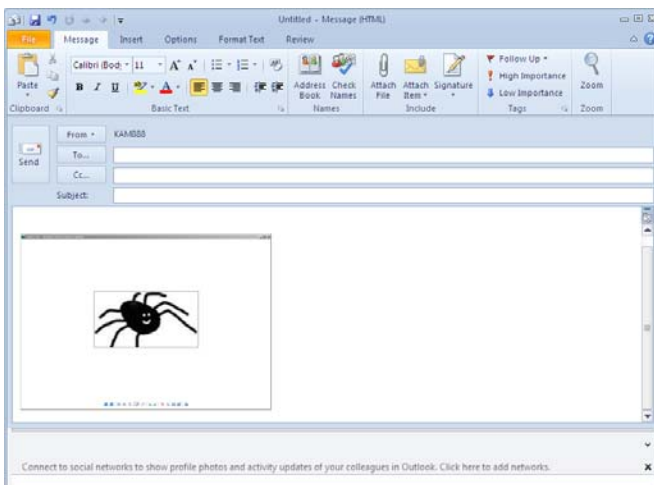 Untitled - Message (HTML)
File Message Insert Options Format Text Review
Calibri (Body) 11
Paste
B I U
Address Book
Check Names
Attach File
Attach Item
Signature
Follow Up
High Importance
Low Importance
Zoom
Clipboard Basic Text Names Include Tags Zoom
Send
From
To...
Cc...
Subject:
Connect to social networks to show profile photos and activity updates of your colleagues in Outlook. Click here to add networks.